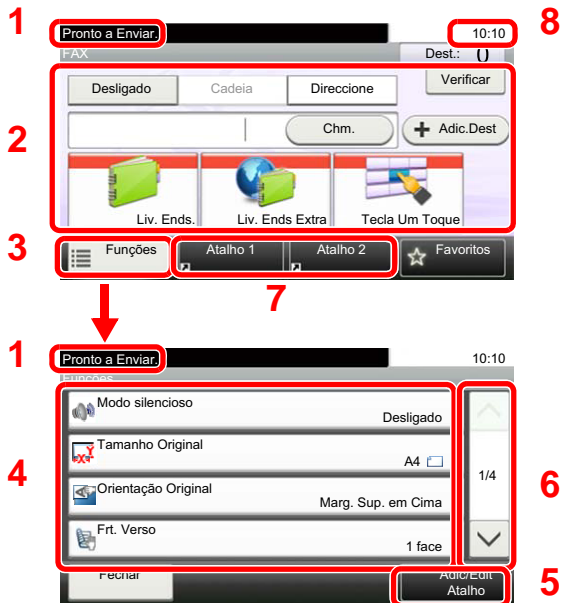 1 Pronto a Enviar. 10:10 8
FAX Dest.: ( )
Desligado Cadeia Direccione Verificar
2 Chm. Adic.Dest
Liv. Ends. Liv. Ends Extra Tecla Um Toque
3 Funções Atalho 1 Atalho 2 Favoritos
7
1 Pronto a Enviar. 10:10
Funções
Modo silencioso
Desligado
Tamanho Original
A4
4 1/4 6
Orientação Original
Marg. Sup. em Cima
Frt. Verso
1 face
Fechar Adic/Edit
Atalho 5